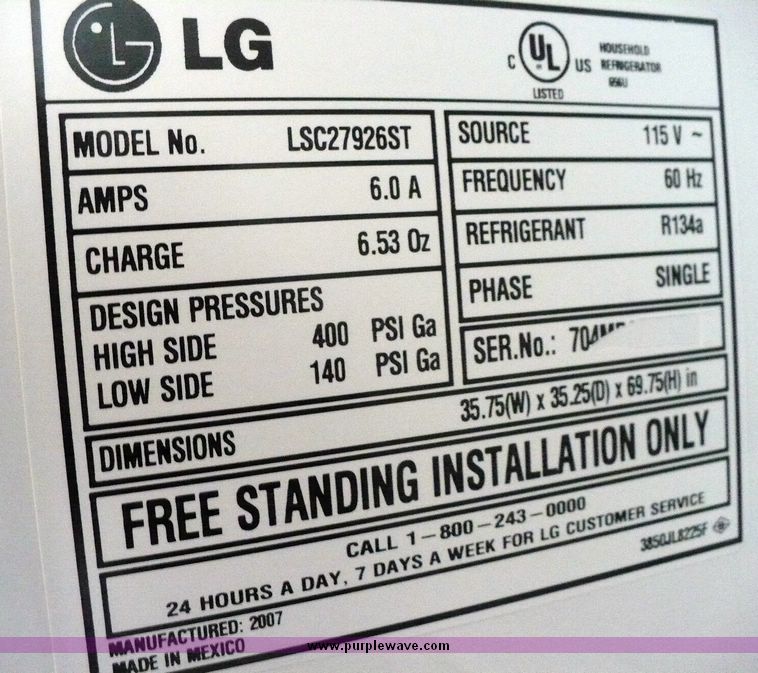 LG
C UL US LISTED
HOUSEHOLD
REFRIGERATOR
MODEL No. LSC27926ST
AMPS 6.0 A
CHARGE 6.53 Oz
DESIGN PRESSURES
HIGH SIDE 400 PSI Ga
LOW SIDE 140 PSI Ga
SOURCE 115 V ~
FREQUENCY 60 Hz
REFRIGERANT R134a
PHASE SINGLE
SER.No.: 704M
DIMENSIONS 35.75(W) x 35.25(D) x 69.75(H) in
FREE STANDING INSTALLATION ONLY
CALL 1-800-243-0000
24 HOURS A DAY, 7 DAYS A WEEK FOR LG CUSTOMER SERVICE
3850JL8225F
MANUFACTURED: 2007
MADE IN MEXICO
www.purplewave.com